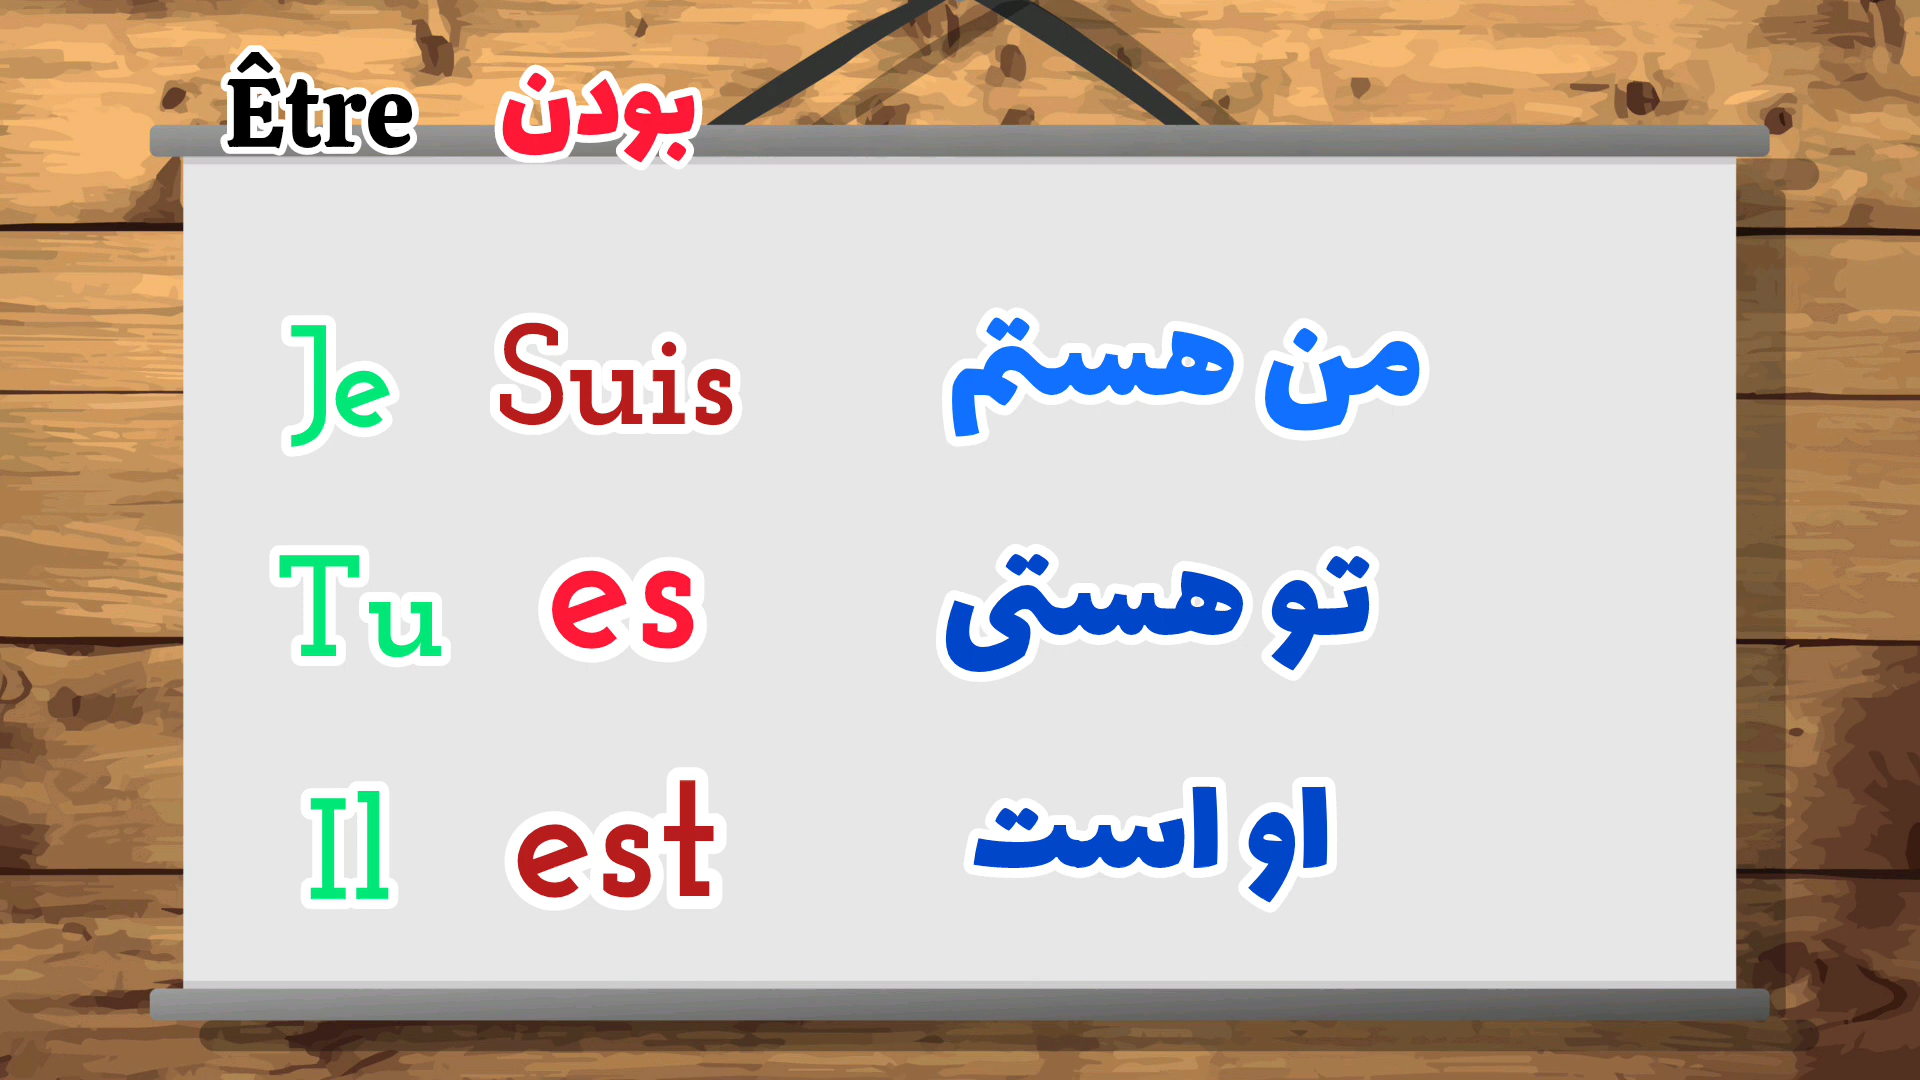 Être بودن
Je Suis من هستم
Tu es تو هستی
Il est او است